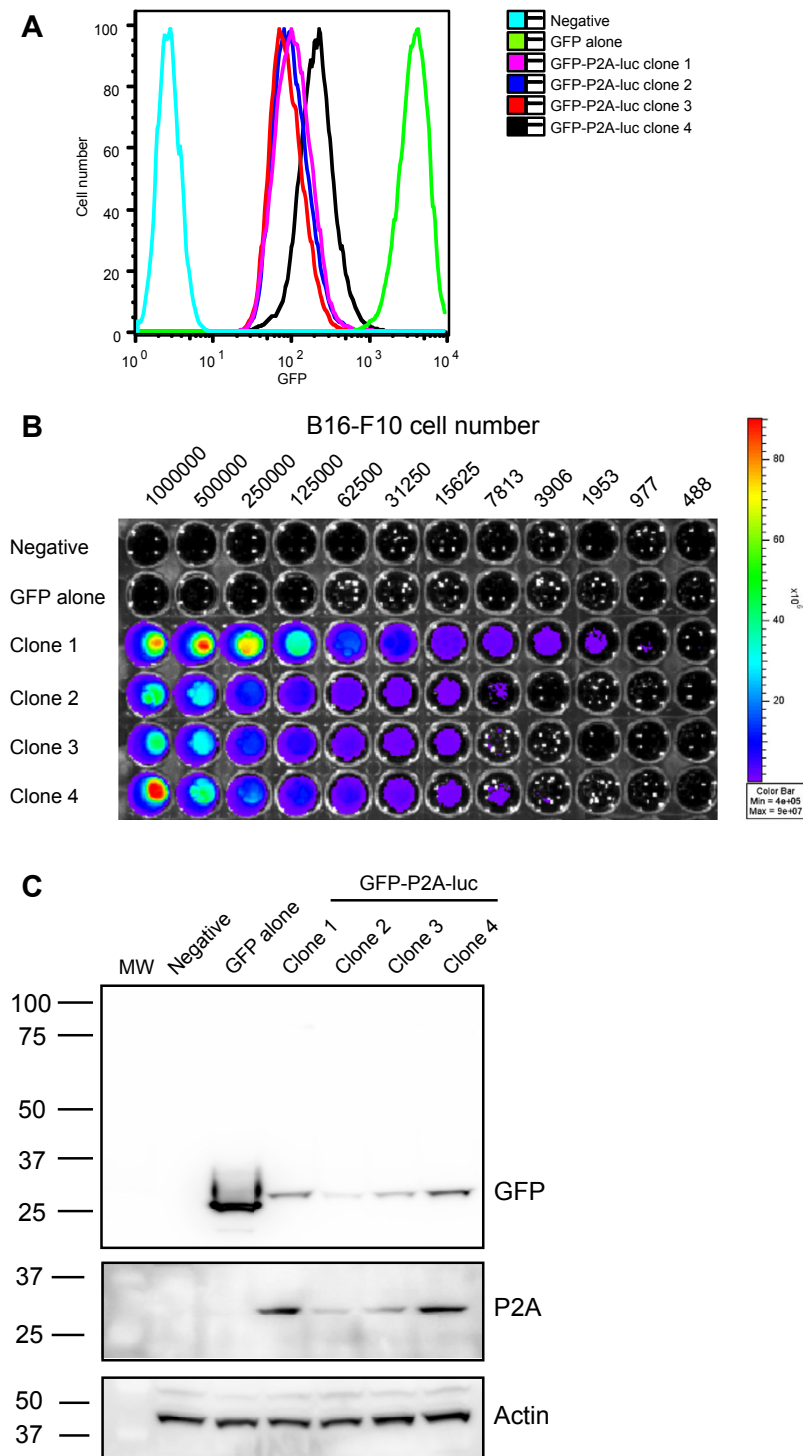 A
Cell number
100
80
60
40
20
0
10^0
10^1
10^2
10^3
10^4
GFP
Negative
GFP alone
GFP-P2A-luc clone 1
GFP-P2A-luc clone 2
GFP-P2A-luc clone 3
GFP-P2A-luc clone 4
B
B16-F10 cell number
1000000
500000
250000
125000
62500
31250
15625
7813
3906
1953
977
488
Negative
GFP alone
Clone 1
Clone 2
Clone 3
Clone 4
80
60
40
20
x10^6
Color Bar
Min = 4e+05
Max = 9e+07
C
GFP-P2A-luc
MW
Negative
GFP alone
Clone 1
Clone 2
Clone 3
Clone 4
100
75
50
37
25
GFP
37
25
P2A
50
37
Actin